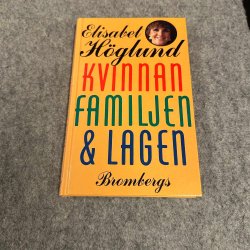 Elisabet
Höglund
KVINNAN
FAMILJEN
& LAGEN
Brombergs